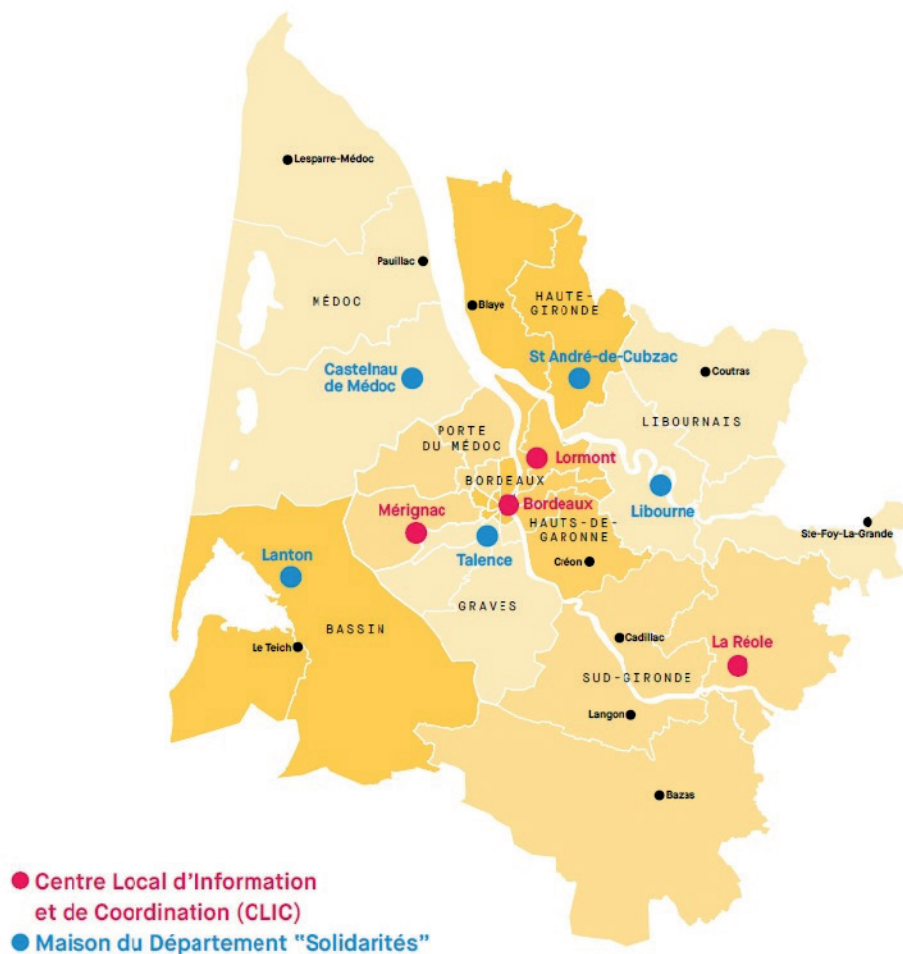 Lesparre-Médoc
Pauillac
MÉDOC
Blaye
HAUTE-
GIRONDE
St André-de-Cubzac
Castelnau
de Médoc
Coutras
LIBOURNAIS
PORTE
DU MÉDOC
Lormont
BORDEAUX
Libourne
Mérignac
Bordeaux
HAUTS-DE-
GARONNE
Ste-Foy-La-Grande
Talence
Créon
Lanton
GRAVES
BASSIN
Le Teich
Cadillac
La Réole
SUD-GIRONDE
Langon
Bazas
Centre Local d'Information
et de Coordination (CLIC)
Maison du Département "Solidarités"